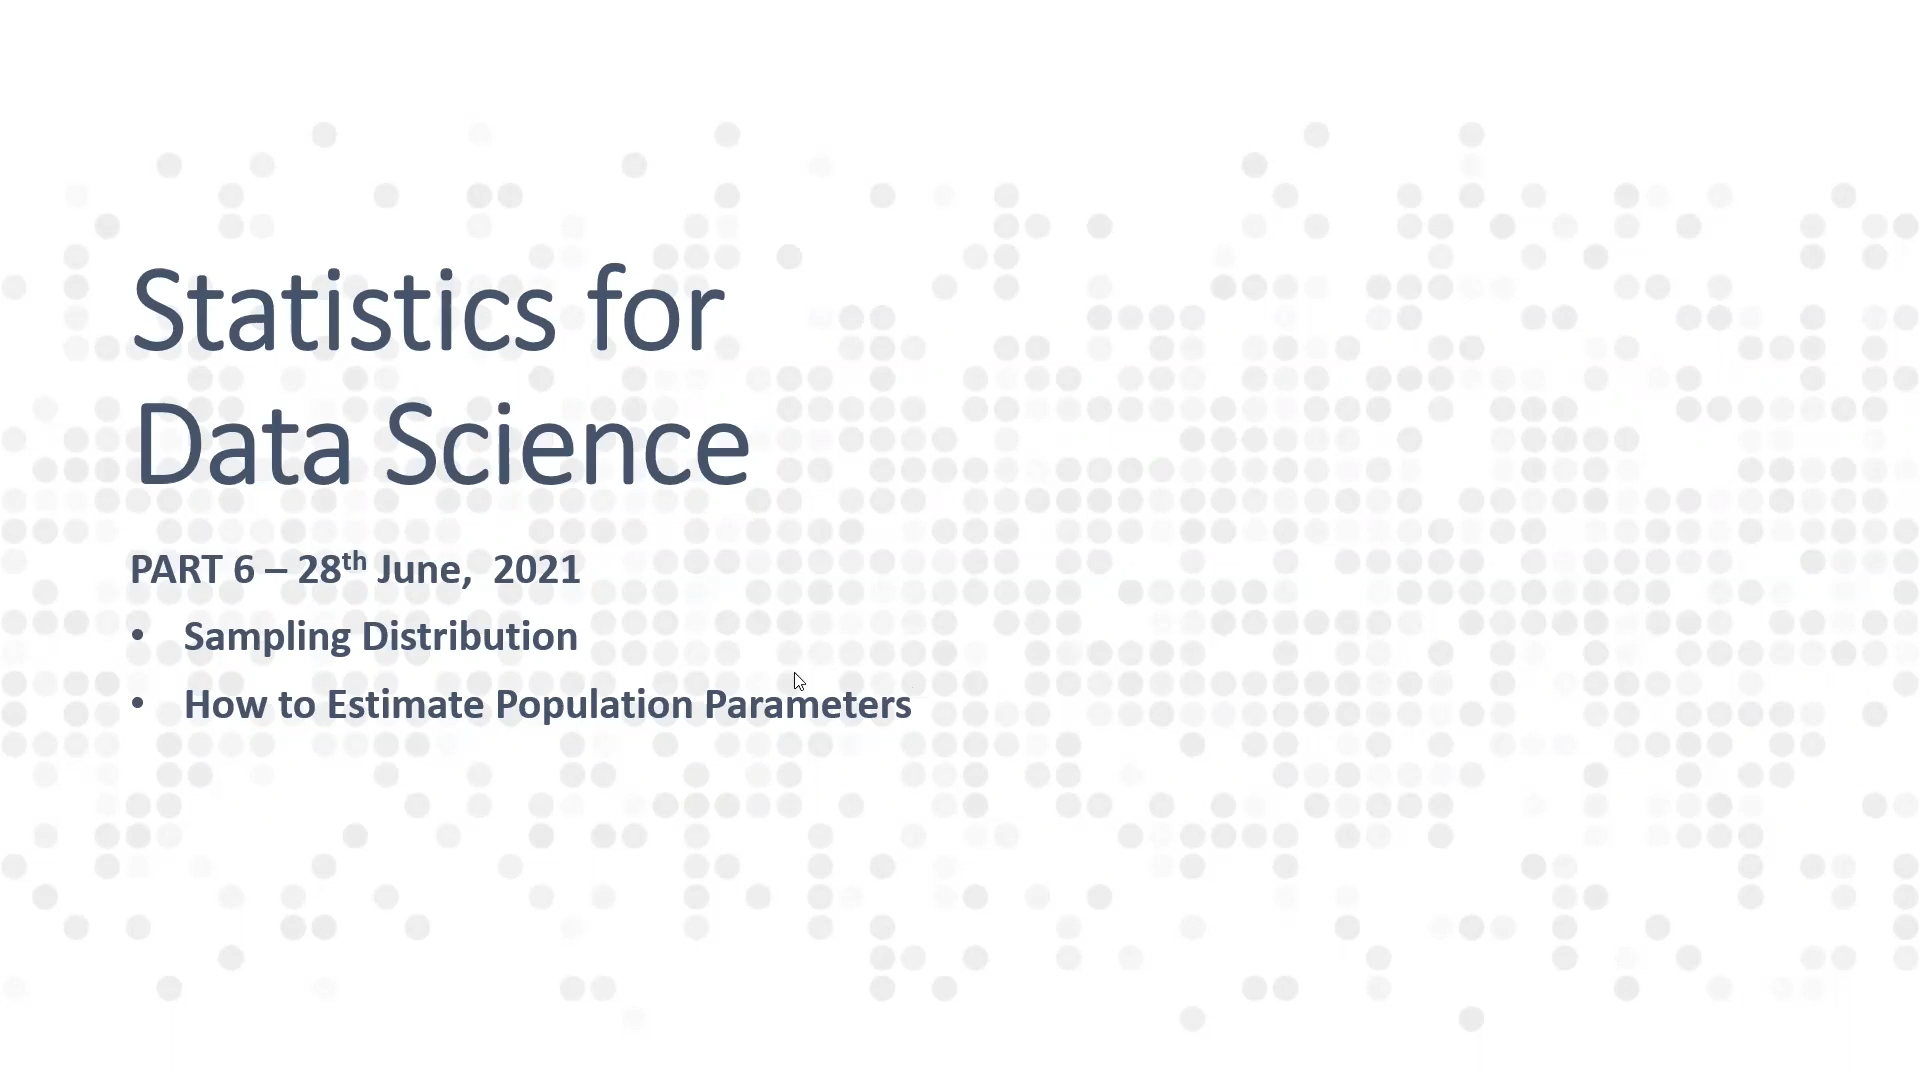 Statistics for
Data Science
PART 6 – 28th June, 2021
• Sampling Distribution
• How to Estimate Population Parameters